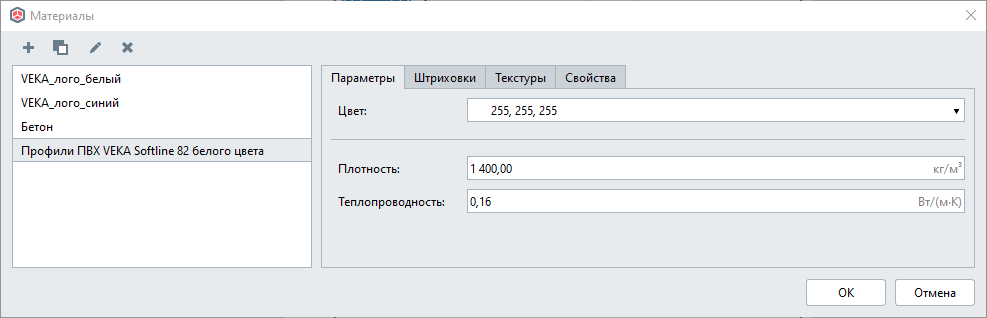 Материалы
VEKA_лого_белый
VEKA_лого_синий
Бетон
Профили ПВХ VEKA Softline 82 белого цвета
Параметры Штриховки Текстуры Свойства
Цвет: 255, 255, 255
Плотность: 1 400,00 кг/м³
Теплопроводность: 0,16 Вт/(м·К)
ОК Отмена